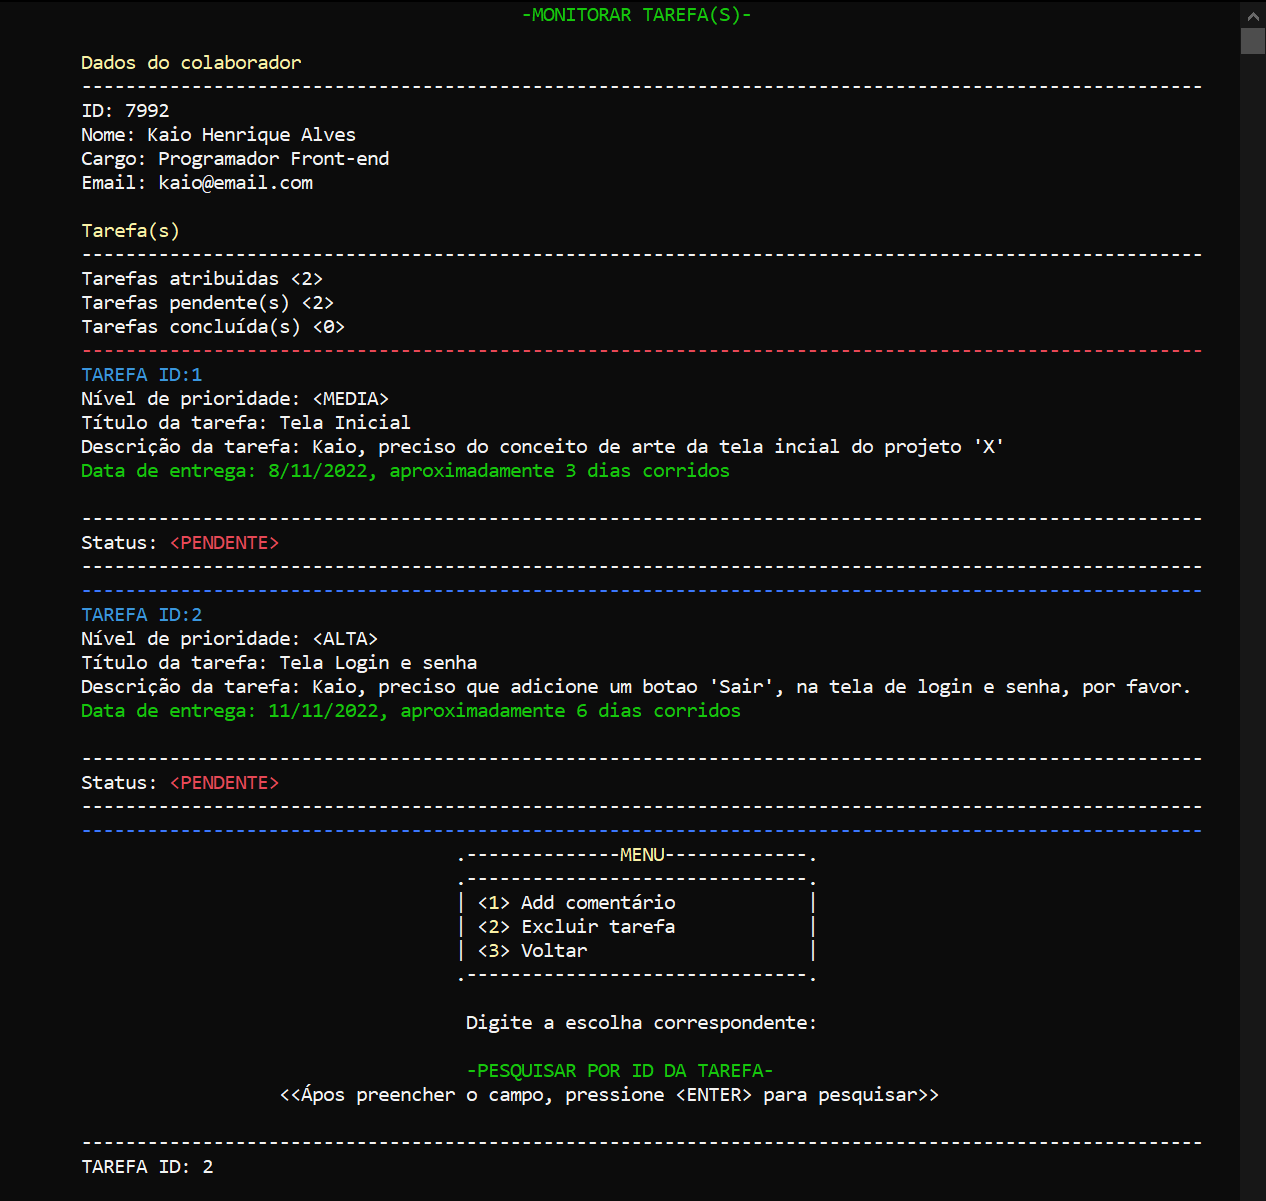 -MONITORAR TAREFA(S)-
Dados do colaborador
------------------------------------------------------------------------------------------------------
ID: 7992
Nome: Kaio Henrique Alves
Cargo: Programador Front-end
Email: kaio@email.com
Tarefa(s)
------------------------------------------------------------------------------------------------------
Tarefas atribuidas <2>
Tarefas pendente(s) <2>
Tarefas concluída(s) <0>
------------------------------------------------------------------------------------------------------
TAREFA ID:1
Nível de prioridade: <MEDIA>
Título da tarefa: Tela Inicial
Descrição da tarefa: Kaio, preciso do conceito de arte da tela incial do projeto 'X'
Data de entrega: 8/11/2022, aproximadamente 3 dias corridos
------------------------------------------------------------------------------------------------------
Status: <PENDENTE>
------------------------------------------------------------------------------------------------------
------------------------------------------------------------------------------------------------------
TAREFA ID:2
Nível de prioridade: <ALTA>
Título da tarefa: Tela Login e senha
Descrição da tarefa: Kaio, preciso que adicione um botao 'Sair', na tela de login e senha, por favor.
Data de entrega: 11/11/2022, aproximadamente 6 dias corridos
------------------------------------------------------------------------------------------------------
Status: <PENDENTE>
------------------------------------------------------------------------------------------------------
------------------------------------------------------------------------------------------------------
.--------------MENU-------------.
.-------------------------------.
| <1> Add comentário            |
| <2> Excluir tarefa            |
| <3> Voltar                    |
.-------------------------------.
Digite a escolha correspondente:
-PESQUISAR POR ID DA TAREFA-
<<Ápos preencher o campo, pressione <ENTER> para pesquisar>>
------------------------------------------------------------------------------------------------------
TAREFA ID: 2